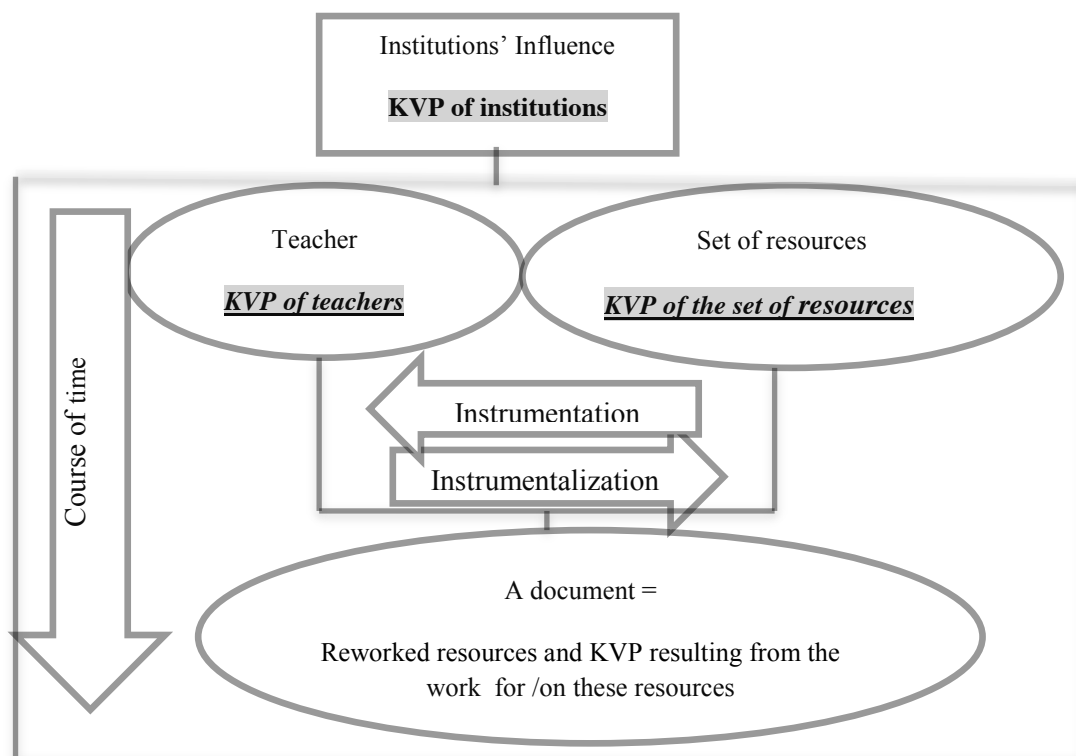 Institutions’ Influence
KVP of institutions
Teacher
KVP of teachers
Set of resources
KVP of the set of resources
Course of time
Instrumentation
Instrumentalization
A document =
Reworked resources and KVP resulting from the
work for /on these resources